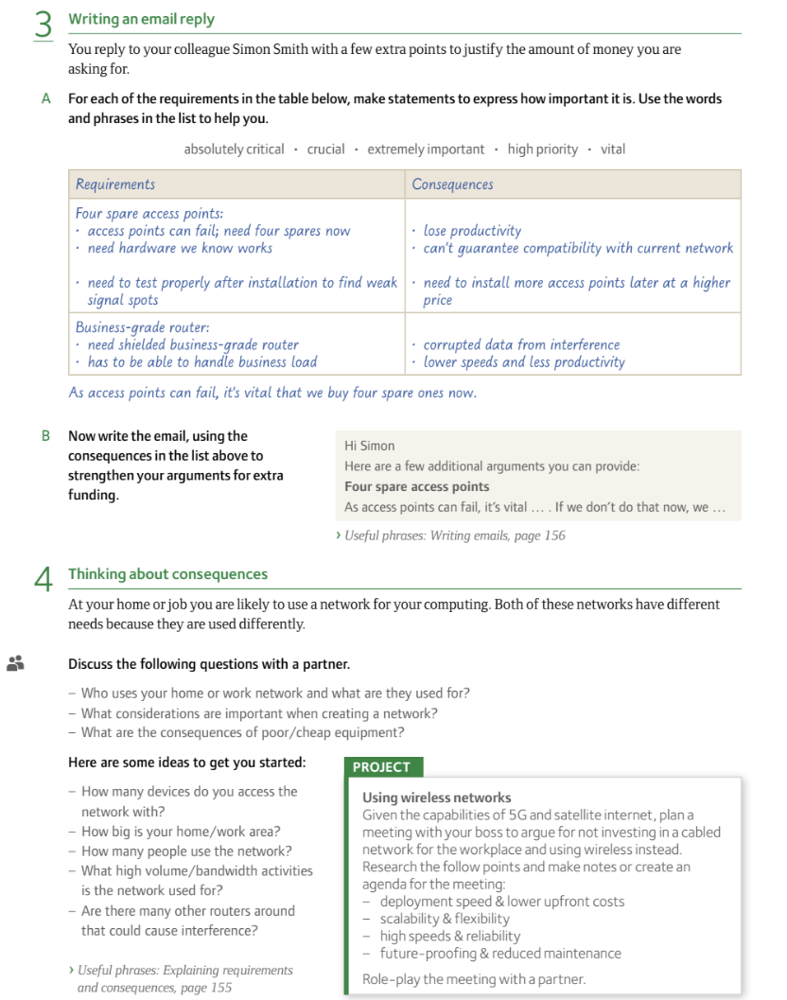 3 Writing an email reply
You reply to your colleague Simon Smith with a few extra points to justify the amount of money you are
asking for.
A For each of the requirements in the table below, make statements to express how important it is. Use the words
and phrases in the list to help you.
absolutely critical · crucial · extremely important · high priority · vital
Requirements Consequences
Four spare access points:
· access points can fail; need four spares now · lose productivity
· need hardware we know works · can't guarantee compatibility with current network
· need to test properly after installation to find weak · need to install more access points later at a higher
signal spots price
Business-grade router:
· need shielded business-grade router · corrupted data from interference
· has to be able to handle business load · lower speeds and less productivity
As access points can fail, it's vital that we buy four spare ones now.
B Now write the email, using the
consequences in the list above to
strengthen your arguments for extra
funding.
Hi Simon
Here are a few additional arguments you can provide:
Four spare access points
As access points can fail, it's vital ... . If we don't do that now, we ...
› Useful phrases: Writing emails, page 156
4 Thinking about consequences
At your home or job you are likely to use a network for your computing. Both of these networks have different
needs because they are used differently.
Discuss the following questions with a partner.
– Who uses your home or work network and what are they used for?
– What considerations are important when creating a network?
– What are the consequences of poor/cheap equipment?
Here are some ideas to get you started:
– How many devices do you access the
network with?
– How big is your home/work area?
– How many people use the network?
– What high volume/bandwidth activities
is the network used for?
– Are there many other routers around
that could cause interference?
› Useful phrases: Explaining requirements
and consequences, page 155
PROJECT
Using wireless networks
Given the capabilities of 5G and satellite internet, plan a
meeting with your boss to argue for not investing in a cabled
network for the workplace and using wireless instead.
Research the follow points and make notes or create an
agenda for the meeting:
– deployment speed & lower upfront costs
– scalability & flexibility
– high speeds & reliability
– future-proofing & reduced maintenance
Role-play the meeting with a partner.